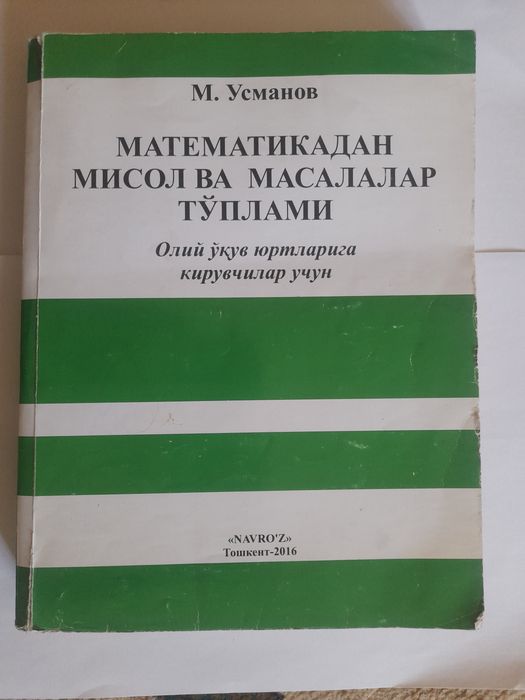 М. Усманов
МАТЕМАТИКАДАН
МИСОЛ ВА МАСАЛАЛАР
ТЎПЛАМИ
Олий ўқув юртларига
кирувчилар учун
«NAVRO'Z»
Тошкент-2016